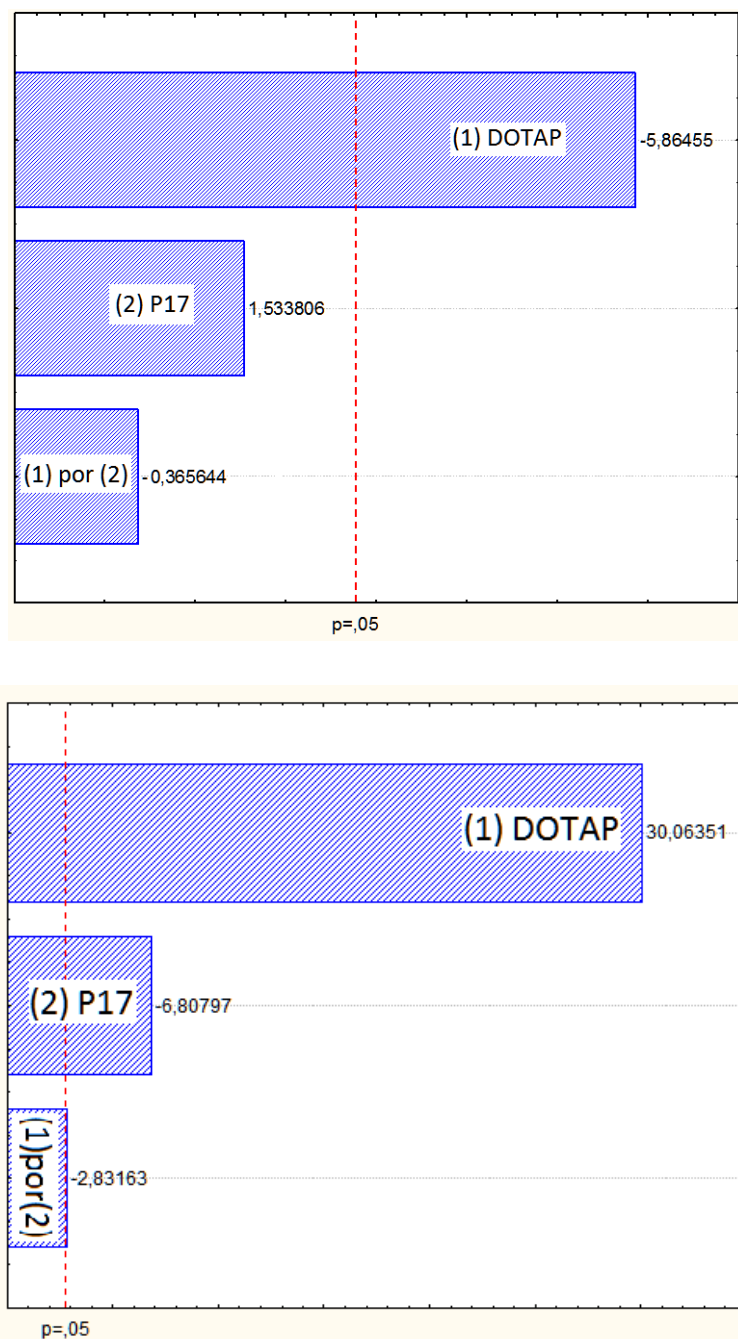 (1) DOTAP
-5,86455
(2) P17
1,533806
(1) por (2)
-0,365644
p=,05
(1) DOTAP
30,06351
(2) P17
-6,80797
(1)por(2)
-2,83163
p=,05